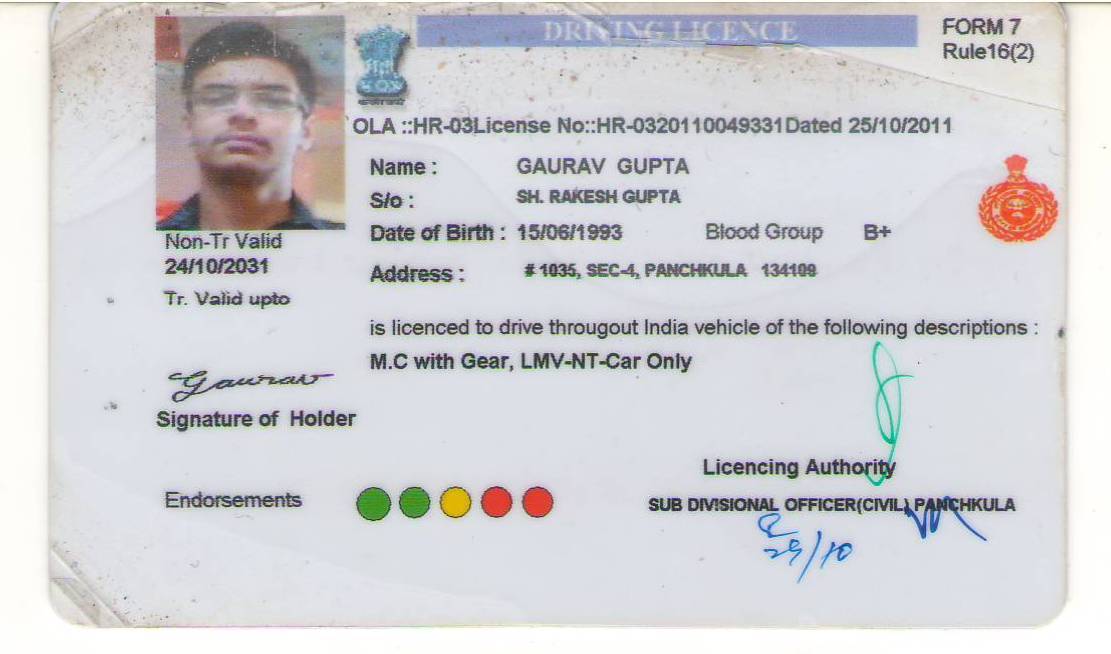 DRIVING LICENCE
FORM 7
Rule16(2)
OLA ::HR-03License No::HR-0320110049331Dated 25/10/2011
Name : GAURAV GUPTA
S/o : SH. RAKESH GUPTA
Date of Birth : 15/06/1993 Blood Group B+
Address : # 1035, SEC-4, PANCHKULA 134109
Non-Tr Valid
24/10/2031
Tr. Valid upto
is licenced to drive througout India vehicle of the following descriptions :
M.C with Gear, LMV-NT-Car Only
Gaurav
Signature of Holder
Licencing Authority
Endorsements
SUB DIVISIONAL OFFICER(CIVIL) PANCHKULA